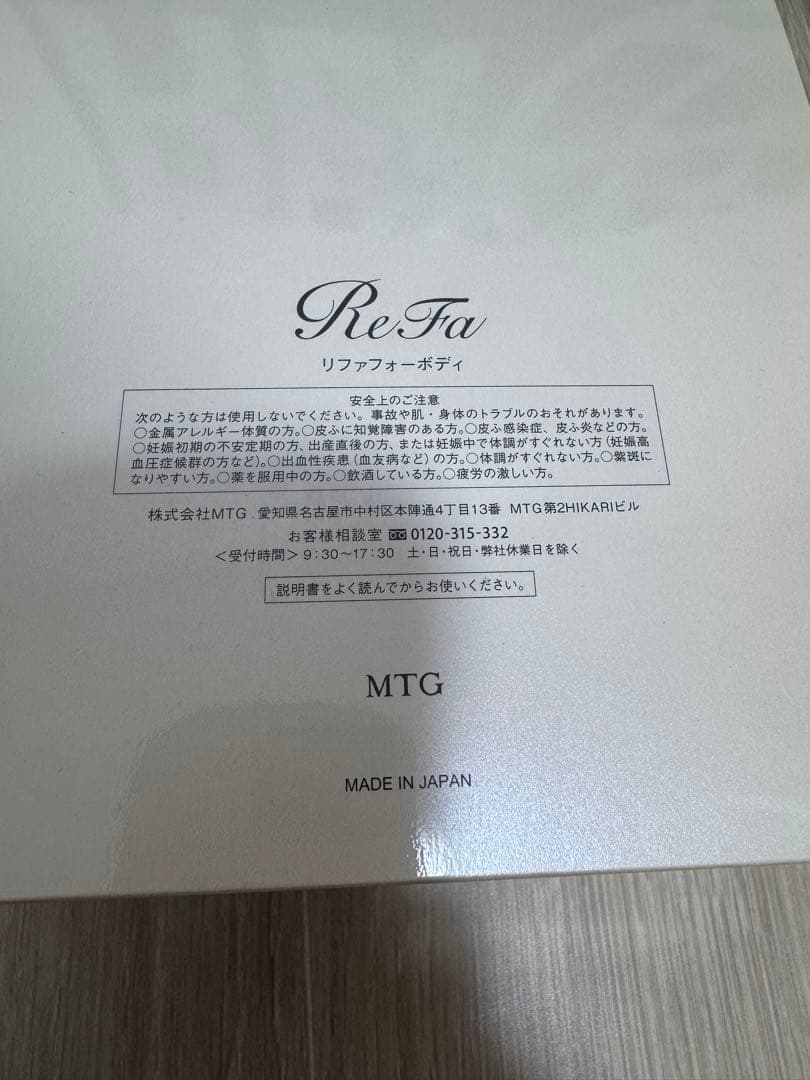 ReFa
リファフォーボディ
安全上のご注意
次のような方は使用しないでください。事故や肌・身体のトラブルのおそれがあります。
○金属アレルギー体質の方。○皮ふに知覚障害のある方。○皮ふ感染症、皮ふ炎などの方。
○妊娠初期の不安定期の方、出産直後の方、または妊娠中で体調がすぐれない方(妊娠高
血圧症候群の方など)。○出血性疾患(血友病など)の方。○体調がすぐれない方。○紫斑に
なりやすい方。○薬を服用中の方。○飲酒している方。○疲労の激しい方。
株式会社MTG . 愛知県名古屋市中村区本陣通4丁目13番 MTG第2HIKARIビル
お客様相談室 0120-315-332
<受付時間> 9:30〜17:30 土・日・祝日・弊社休業日を除く
説明書をよく読んでからお使いください。
MTG
MADE IN JAPAN